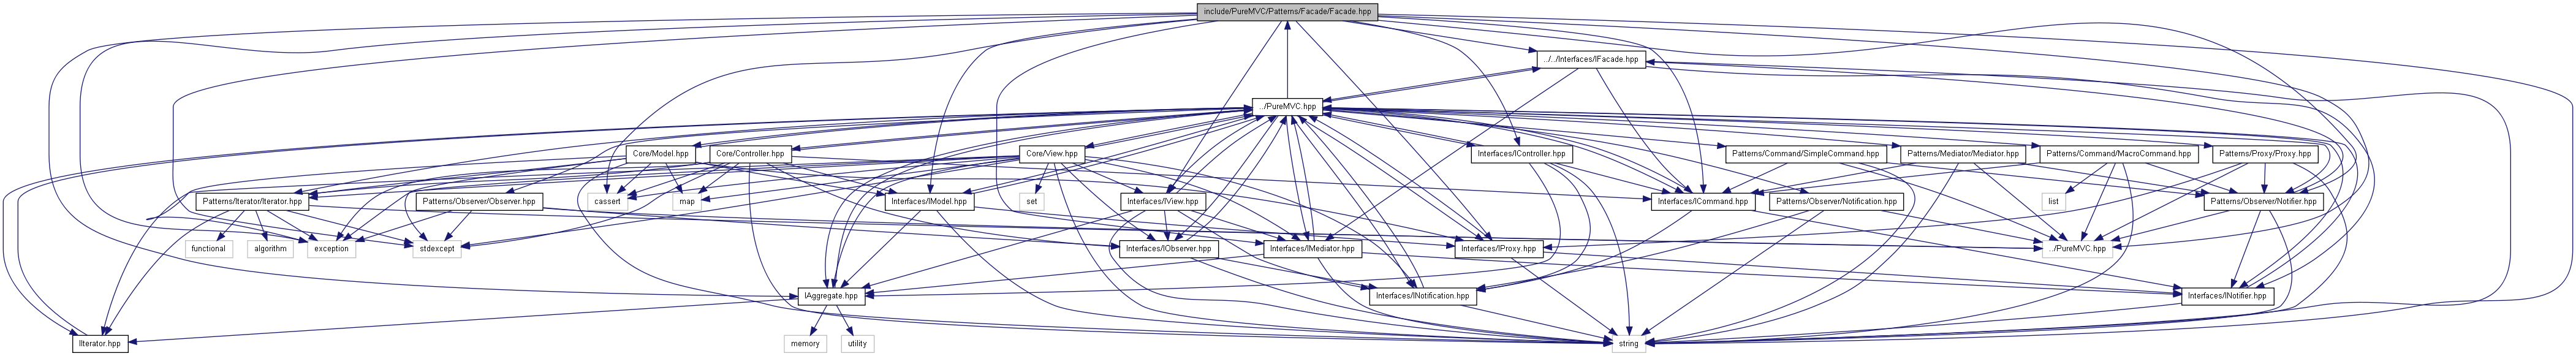 include/PureMVC/Patterns/Facade/Facade.hpp
../../Interfaces/IFacade.hpp
../PureMVC.hpp
Core/Model.hpp
Core/Controller.hpp
Core/View.hpp
Interfaces/IController.hpp
Patterns/Command/SimpleCommand.hpp
Patterns/Mediator/Mediator.hpp
Patterns/Command/MacroCommand.hpp
Patterns/Proxy/Proxy.hpp
Patterns/Iterator/Iterator.hpp
Patterns/Observer/Observer.hpp
cassert
map
Interfaces/IModel.hpp
set
Interfaces/IView.hpp
Interfaces/ICommand.hpp
Patterns/Observer/Notification.hpp
list
Patterns/Observer/Notifier.hpp
functional
algorithm
exception
stdexcept
Interfaces/IObserver.hpp
Interfaces/IMediator.hpp
Interfaces/IProxy.hpp
../PureMVC.hpp
IAggregate.hpp
Interfaces/INotification.hpp
Interfaces/INotifier.hpp
IIterator.hpp
memory
utility
string